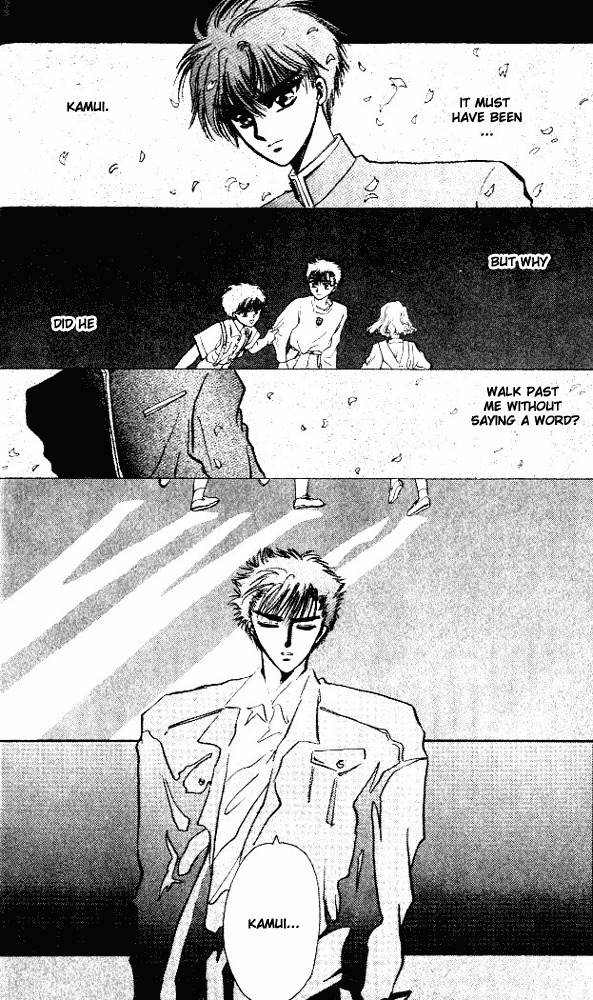 IT MUST
HAVE BEEN
...
KAMUI.
BUT WHY
DID HE
WALK PAST
ME WITHOUT
SAYING A WORD?
KAMUI...